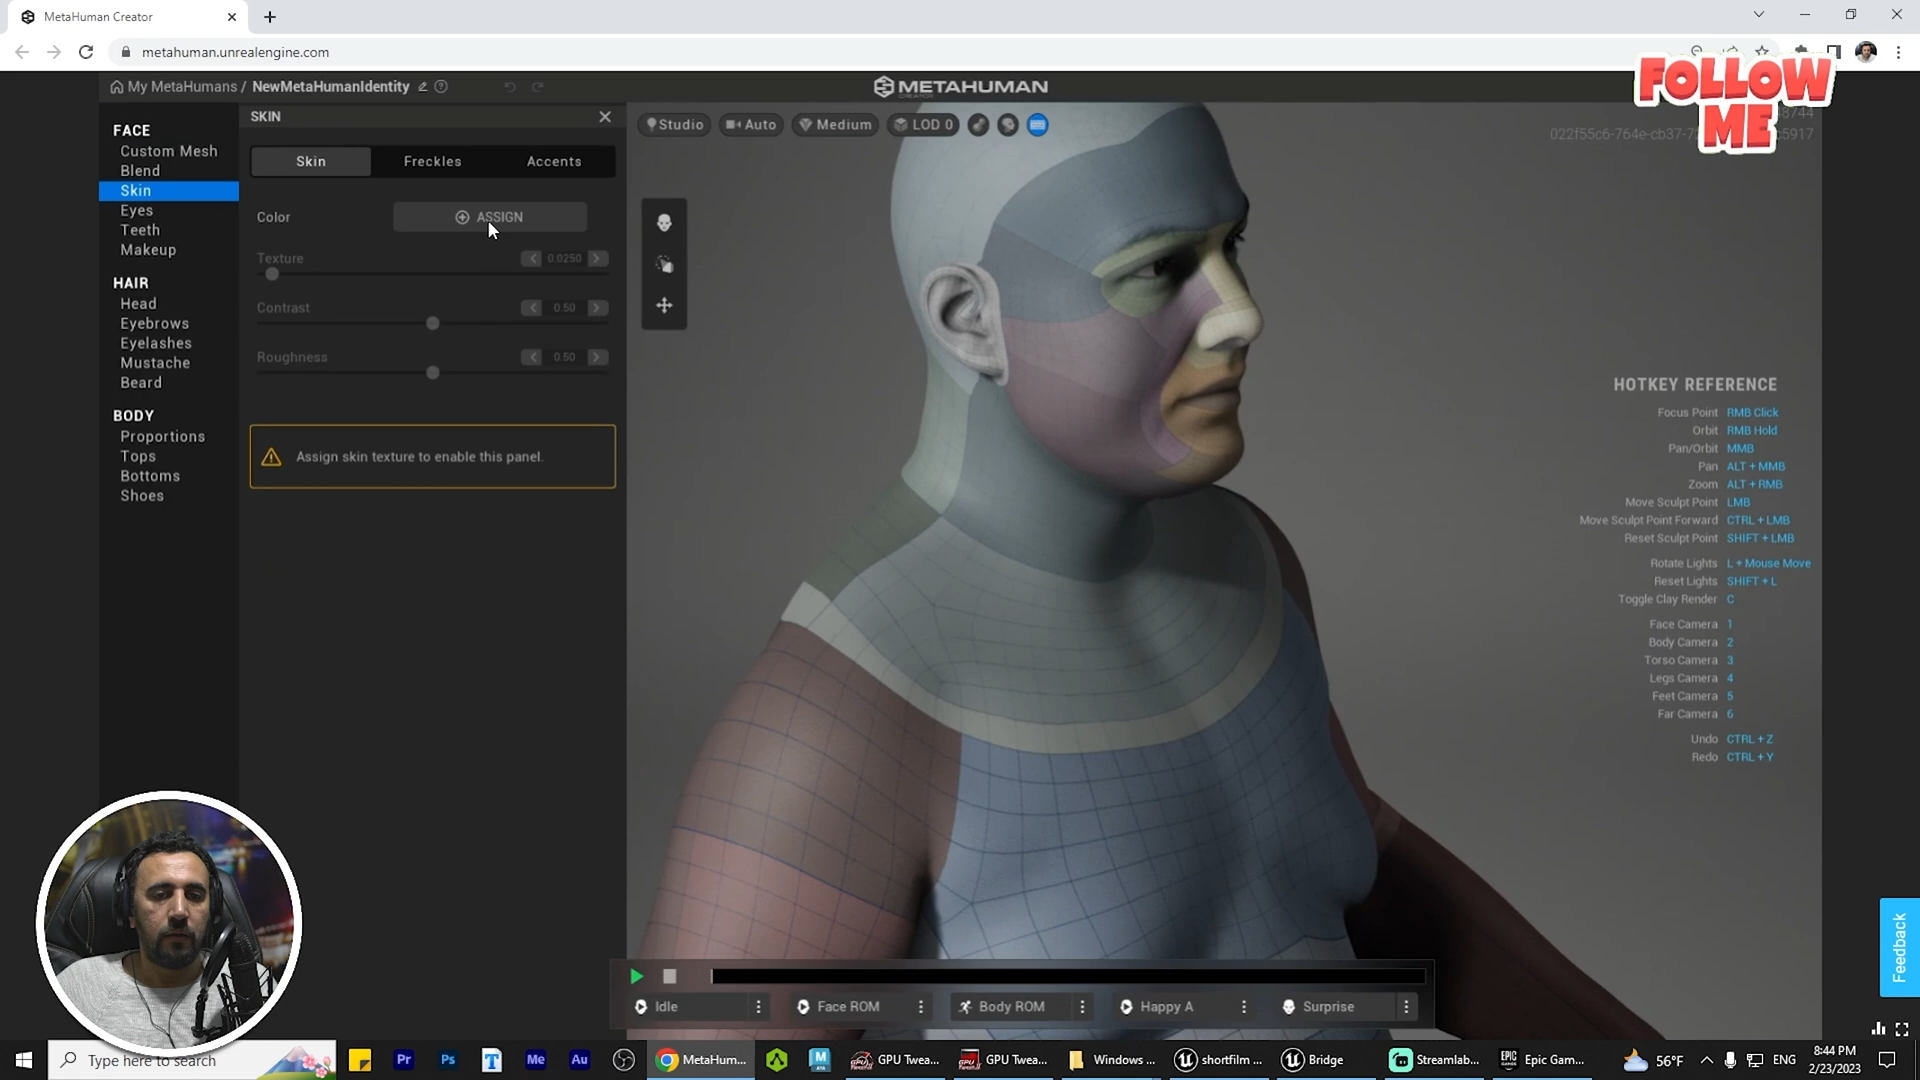 MetaHuman Creator
metahuman.unrealengine.com
FOLLOW
ME
My MetaHumans / NewMetaHumanIdentity
METAHUMAN
CREATOR
FACE
Custom Mesh
Blend
Skin
Eyes
Teeth
Makeup
HAIR
Head
Eyebrows
Eyelashes
Mustache
Beard
BODY
Proportions
Tops
Bottoms
Shoes
SKIN
Skin Freckles Accents
Color ASSIGN
Texture 0.0250
Contrast 0.50
Roughness 0.50
Assign skin texture to enable this panel.
Studio Auto Medium LOD 0
HOTKEY REFERENCE
Focus Point RMB Click
Orbit RMB Hold
Pan/Orbit MMB
Pan ALT + MMB
Zoom ALT + RMB
Move Sculpt Point LMB
Move Sculpt Point Forward CTRL + LMB
Reset Sculpt Point SHIFT + LMB
Rotate Lights L + Mouse Move
Reset Lights SHIFT + L
Toggle Clay Render C
Face Camera 1
Body Camera 2
Torso Camera 3
Legs Camera 4
Feet Camera 5
Far Camera 6
Undo CTRL + Z
Redo CTRL + Y
Feedback
Idle Face ROM Body ROM Happy A Surprise
Type here to search Pr Ps T Me Au MetaHum... M GPU Twea... GPU Twea... Windows ... shortfilm ... Bridge Streamlab... EPIC GAMES Epic Gam... 56°F ENG 8:44 PM
2/23/2023